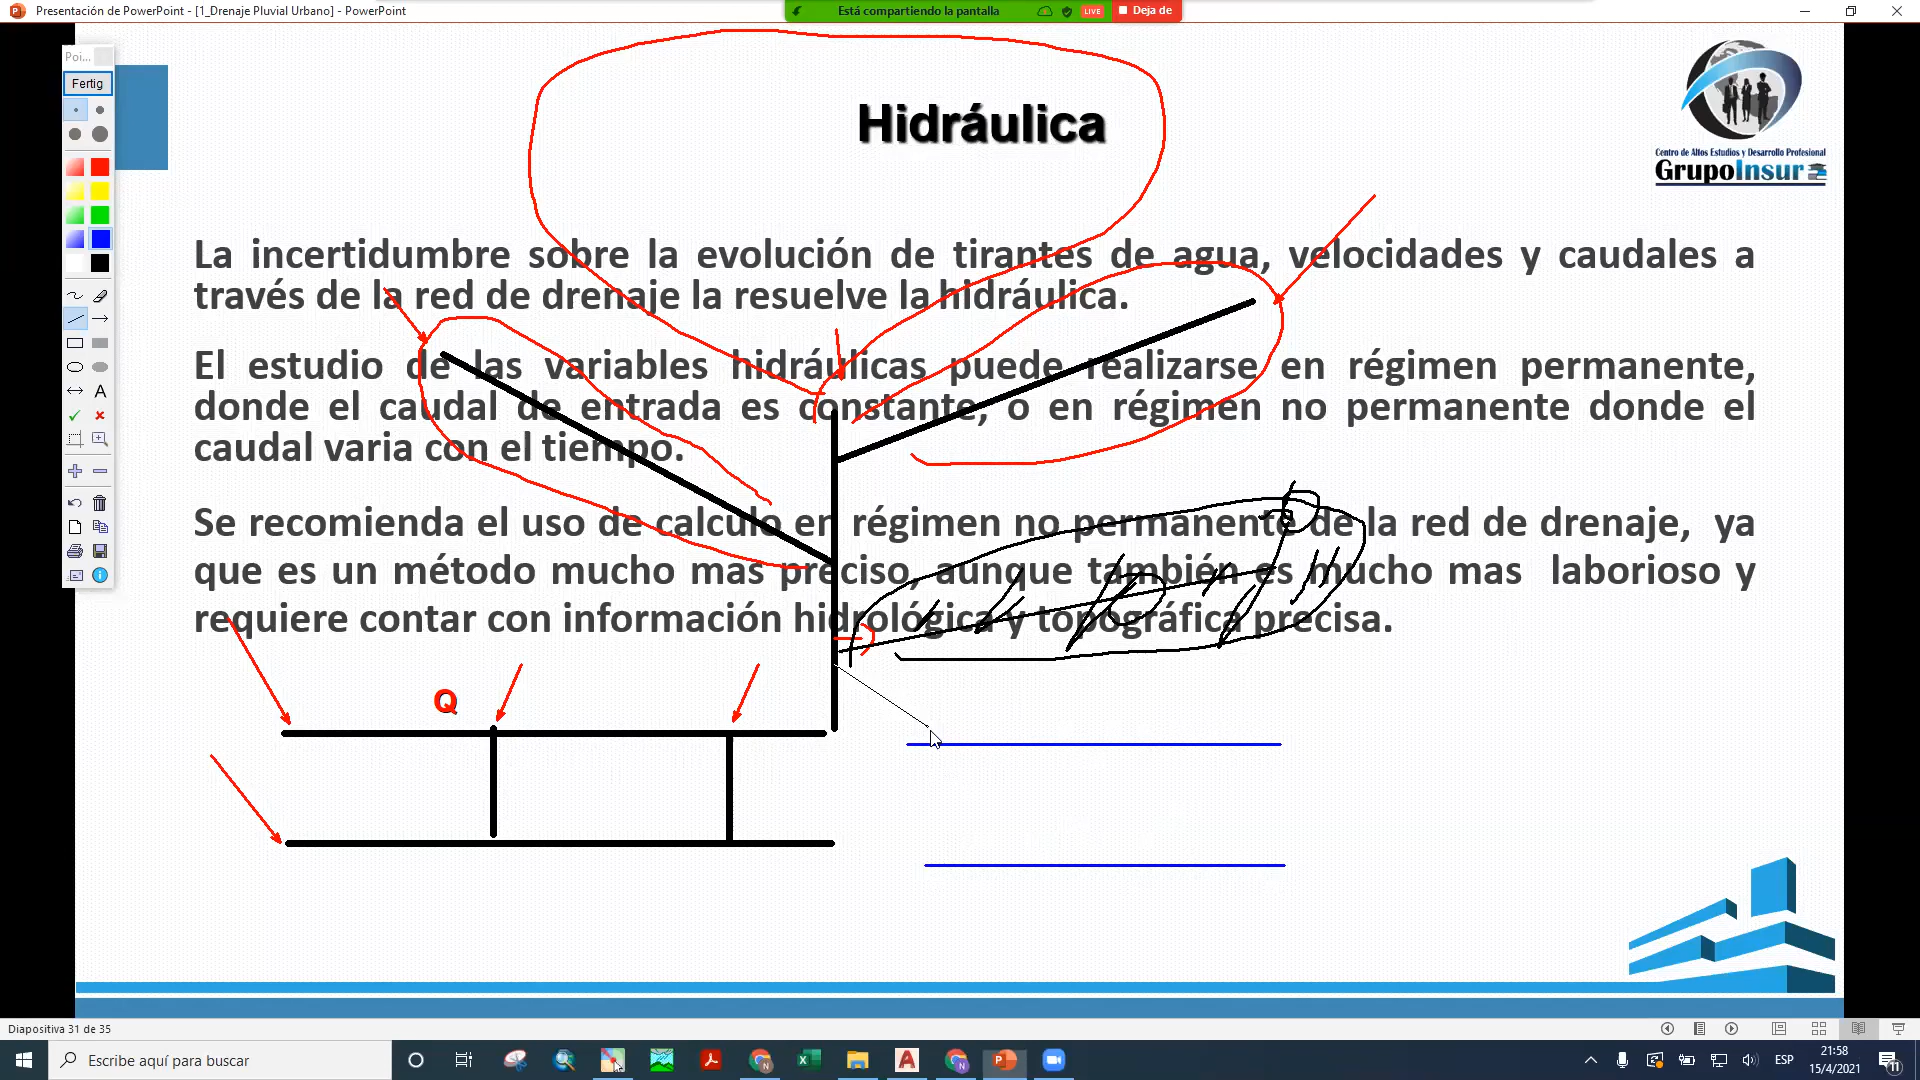 Presentación de PowerPoint - [1_Drenaje Pluvial Urbano] - PowerPoint
Está compartiendo la pantalla
LIVE
Deja de
Poi...
Fertig
A
Hidráulica
Centro de Altos Estudios y Desarrollo Profesional
GrupoInsur
La incertidumbre sobre la evolución de tirantes de agua, velocidades y caudales a
través de la red de drenaje la resuelve la hidráulica.
El estudio de las variables hidráulicas puede realizarse en régimen permanente,
donde el caudal de entrada es constante, o en régimen no permanente donde el
caudal varia con el tiempo.
Se recomienda el uso de calculo en régimen no permanente de la red de drenaje, ya
que es un método mucho mas preciso, aunque también es mucho mas laborioso y
requiere contar con información hidrológica y topográfica precisa.
Q
Diapositiva 31 de 35
Escribe aquí para buscar
ESP
21:58
15/4/2021
11